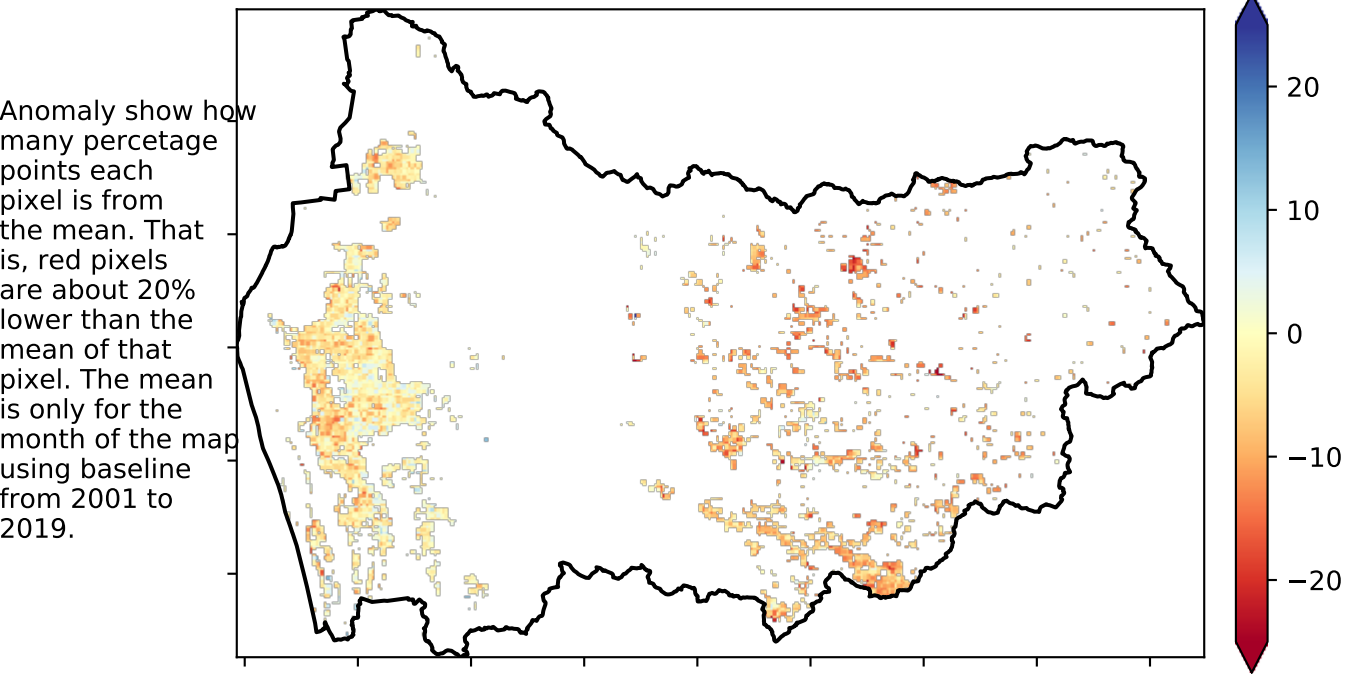 Anomaly show how
many percetage
points each
pixel is from
the mean. That
is, red pixels
are about 20%
lower than the
mean of that
pixel. The mean
is only for the
month of the map
using baseline
from 2001 to
2019.
20
10
0
−10
−20